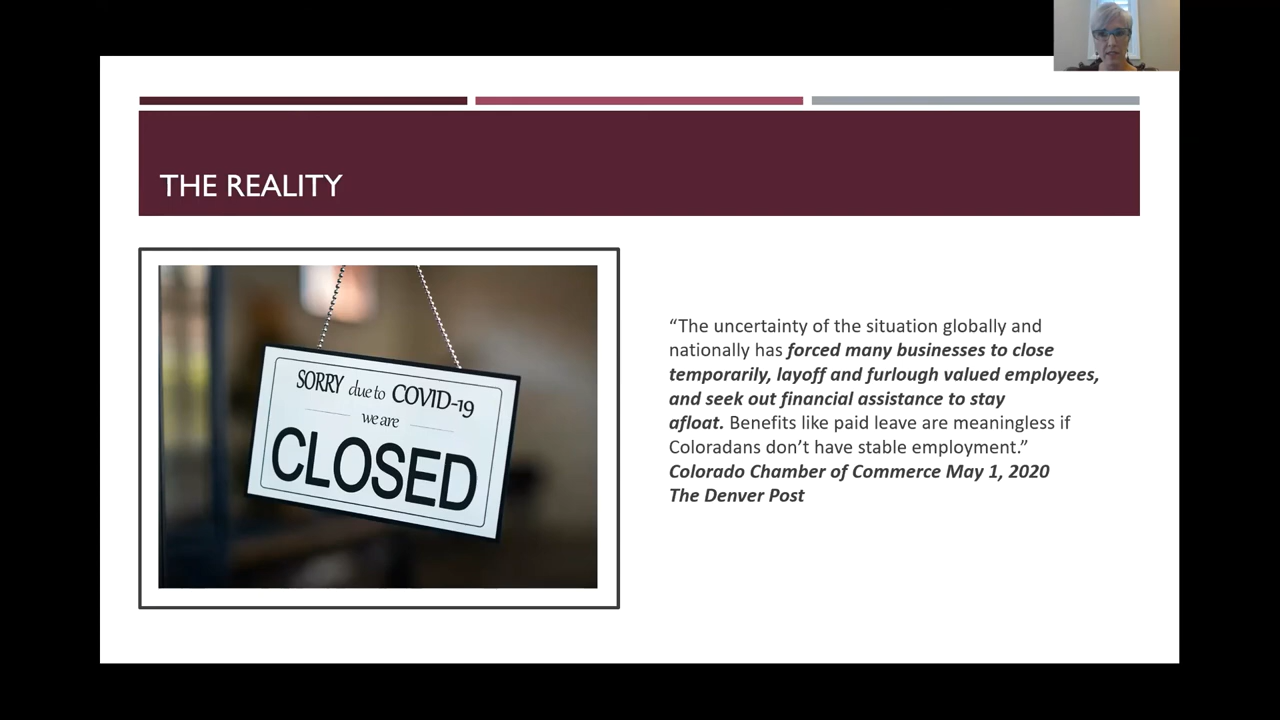 THE REALITY
SORRY due to COVID-19
we are
CLOSED
“The uncertainty of the situation globally and
nationally has forced many businesses to close
temporarily, layoff and furlough valued employees,
and seek out financial assistance to stay
afloat. Benefits like paid leave are meaningless if
Coloradans don’t have stable employment.”
Colorado Chamber of Commerce May 1, 2020
The Denver Post